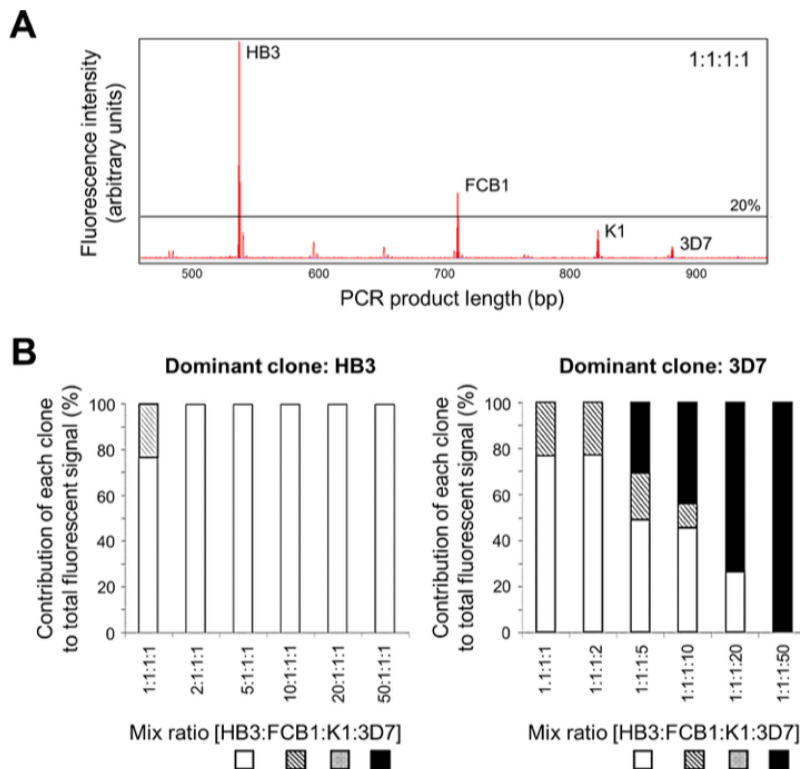 A
Fluorescence intensity
(arbitrary units)
HB3
1:1:1:1
FCB1
20%
K1
3D7
500 600 700 800 900
PCR product length (bp)
B
Dominant clone: HB3
Contribution of each clone
to total fluorescent signal (%)
100
80
60
40
20
0
1:1:1:1 2:1:1:1 5:1:1:1 10:1:1:1 20:1:1:1 50:1:1:1
Mix ratio [HB3:FCB1:K1:3D7]
Dominant clone: 3D7
Contribution of each clone
to total fluorescent signal (%)
100
80
60
40
20
0
1:1:1:1 1:1:1:2 1:1:1:5 1:1:1:10 1:1:1:20 1:1:1:50
Mix ratio [HB3:FCB1:K1:3D7]